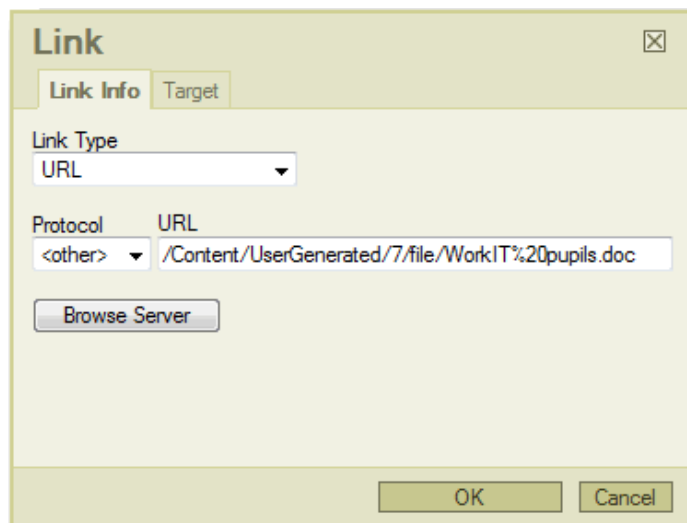 Link
Link Info Target
Link Type
URL
Protocol URL
<other> /Content/UserGenerated/7/file/WorkIT%20pupils.doc
Browse Server
OK Cancel